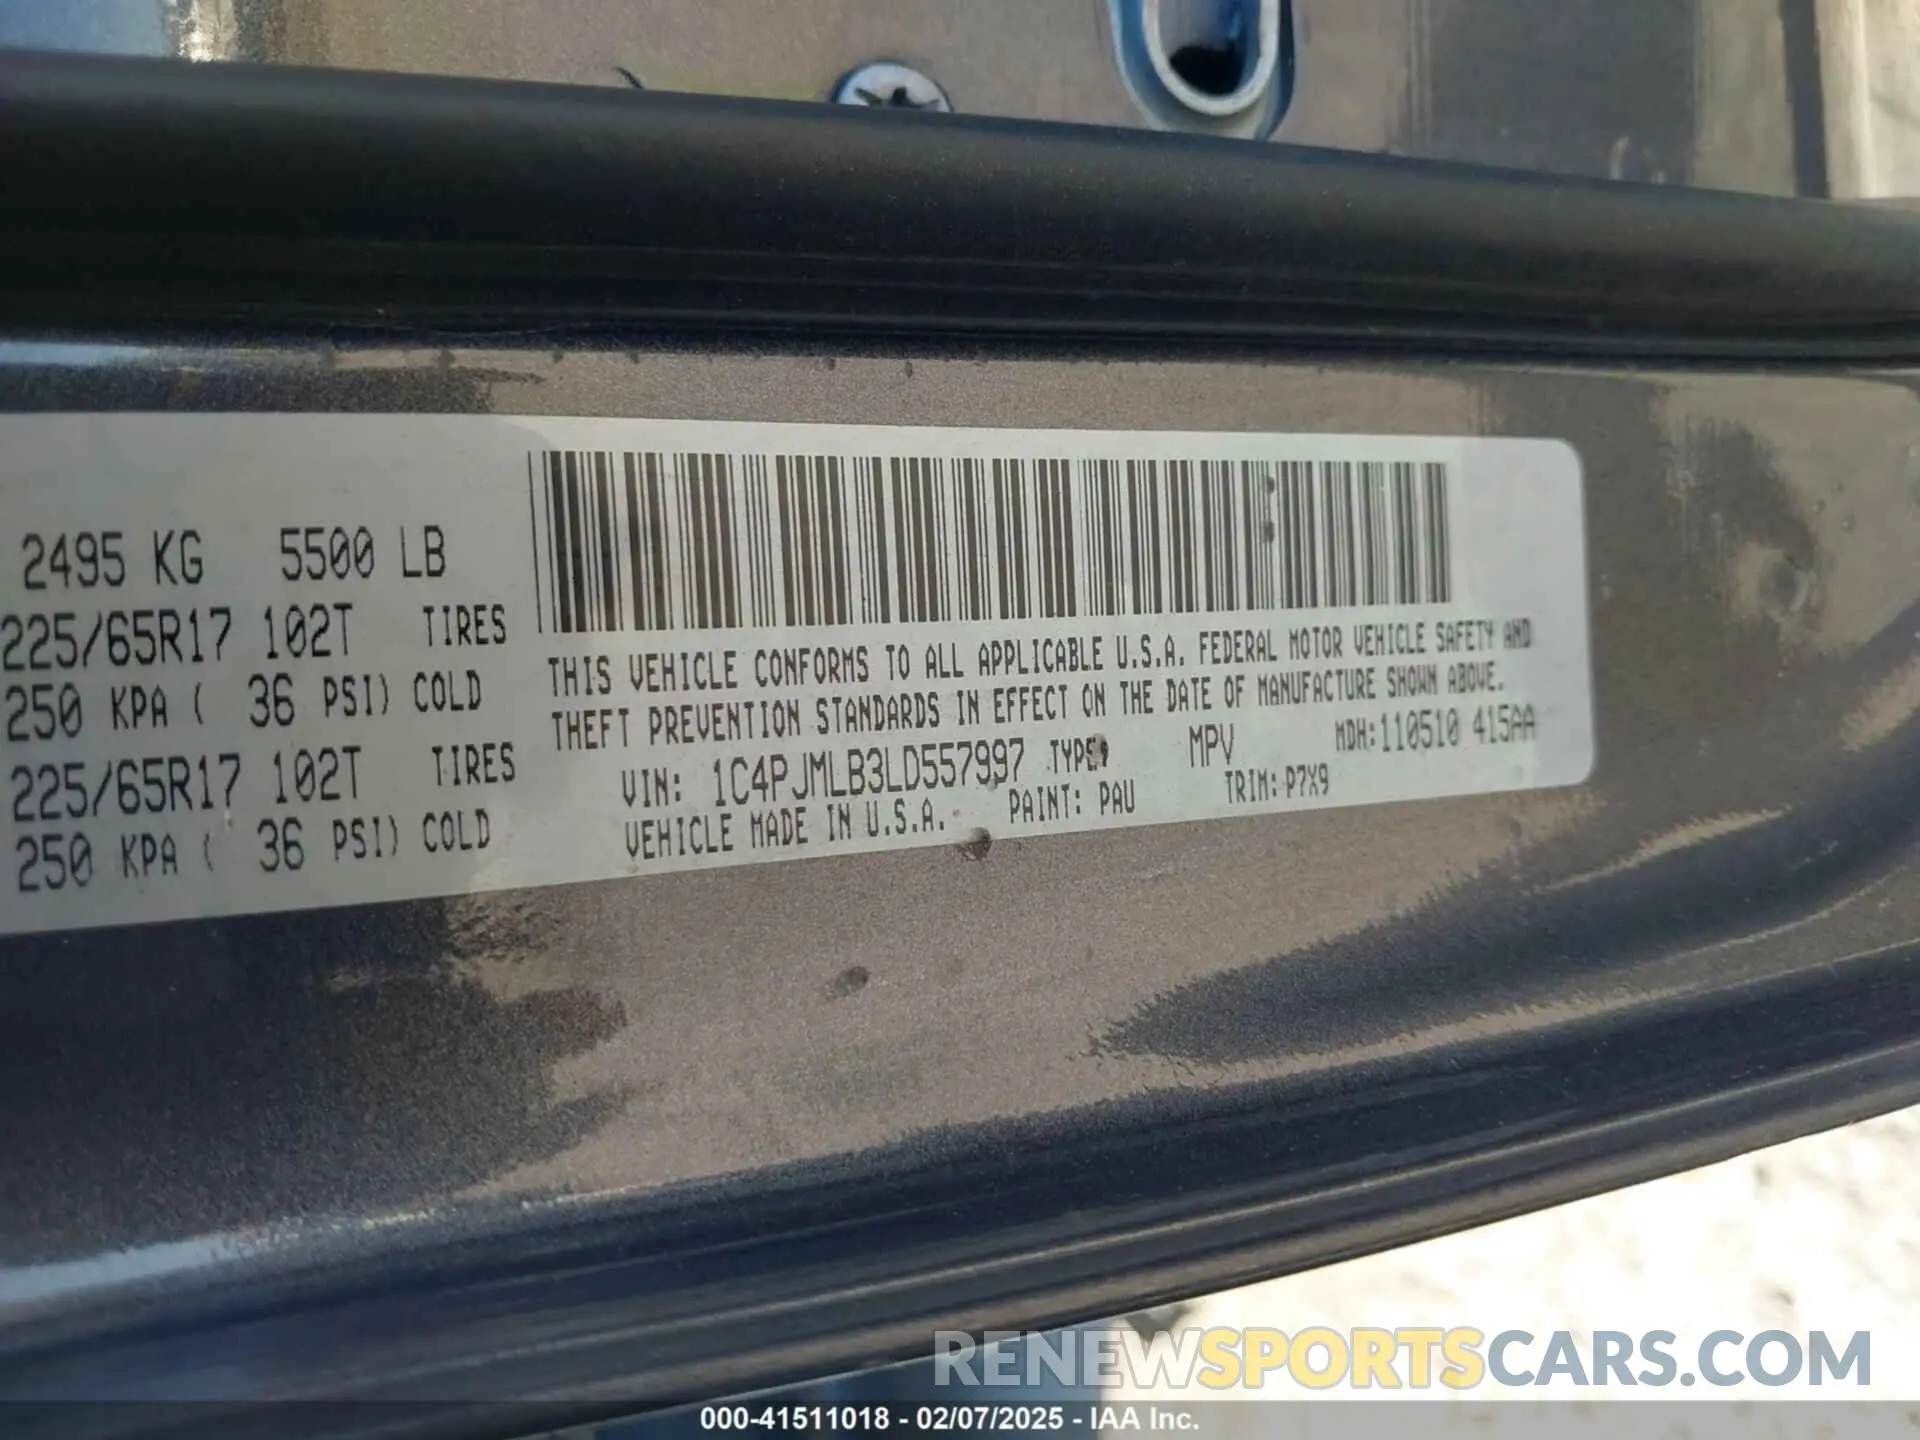 2495 KG 5500 LB
225/65R17 102T TIRES
250 KPA ( 36 PSI) COLD
225/65R17 102T TIRES
250 KPA ( 36 PSI) COLD
THIS VEHICLE CONFORMS TO ALL APPLICABLE U.S.A. FEDERAL MOTOR VEHICLE SAFETY AND
THEFT PREVENTION STANDARDS IN EFFECT ON THE DATE OF MANUFACTURE SHOWN ABOVE.
VIN: 1C4PJMLB3LD557997 TYPE: MPV MDH:110510 415AA
VEHICLE MADE IN U.S.A. PAINT: PAU TRIM: P7X9
RENEWSPORTSCARS.COM
000-41511018 - 02/07/2025 - IAA Inc.